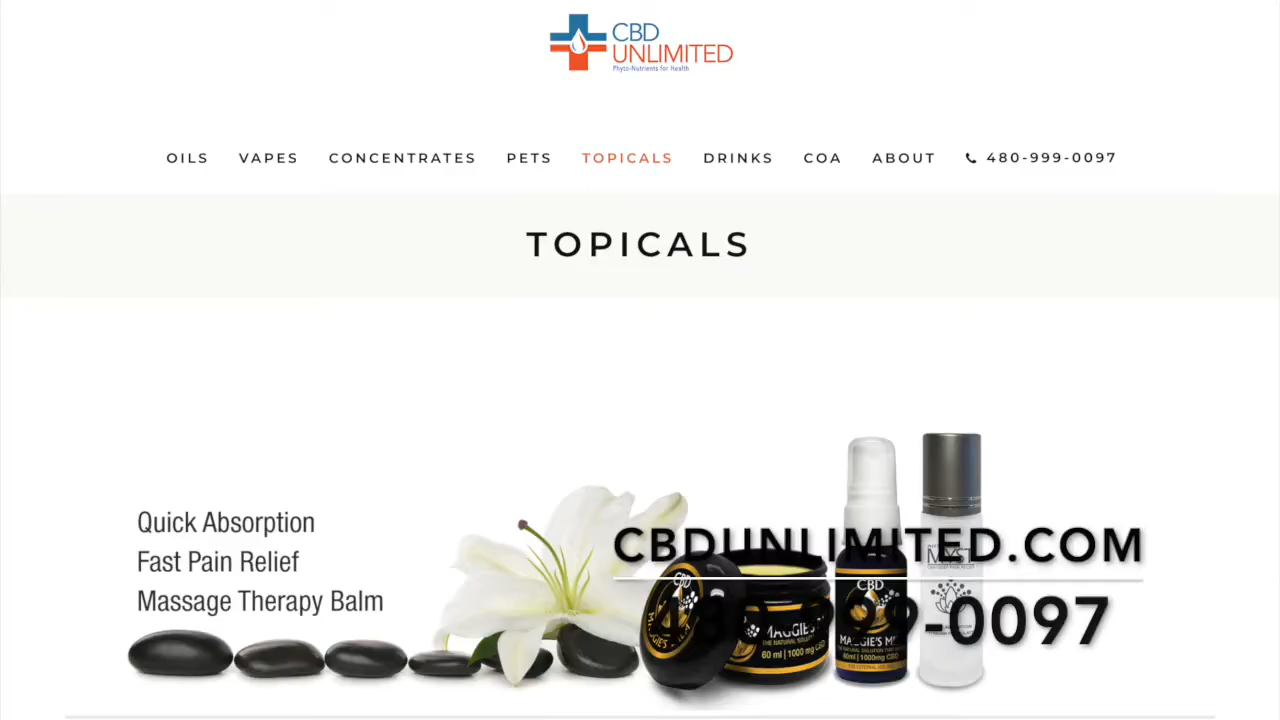 CBD
UNLIMITED
Phyto-Nutrients for Health
OILS VAPES CONCENTRATES PETS TOPICALS DRINKS COA ABOUT 480-999-0097
TOPICALS
Quick Absorption
Fast Pain Relief
Massage Therapy Balm
CBDUNLIMITED.COM
-0097
CBD
60 ml | 1000 mg CBD
CBD
MAGGIE'S
60ml | 1000mg CBD